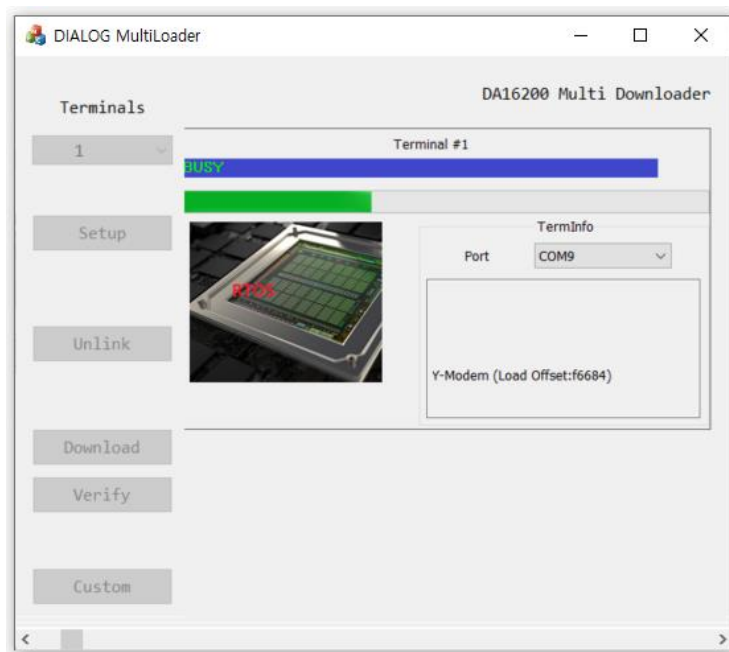 DIALOG MultiLoader
DA16200 Multi Downloader
Terminals
1
Setup
Unlink
Download
Verify
Custom
Terminal #1
BUSY
RTOS
TermInfo
Port
COM9
Y-Modem (Load Offset:f6684)